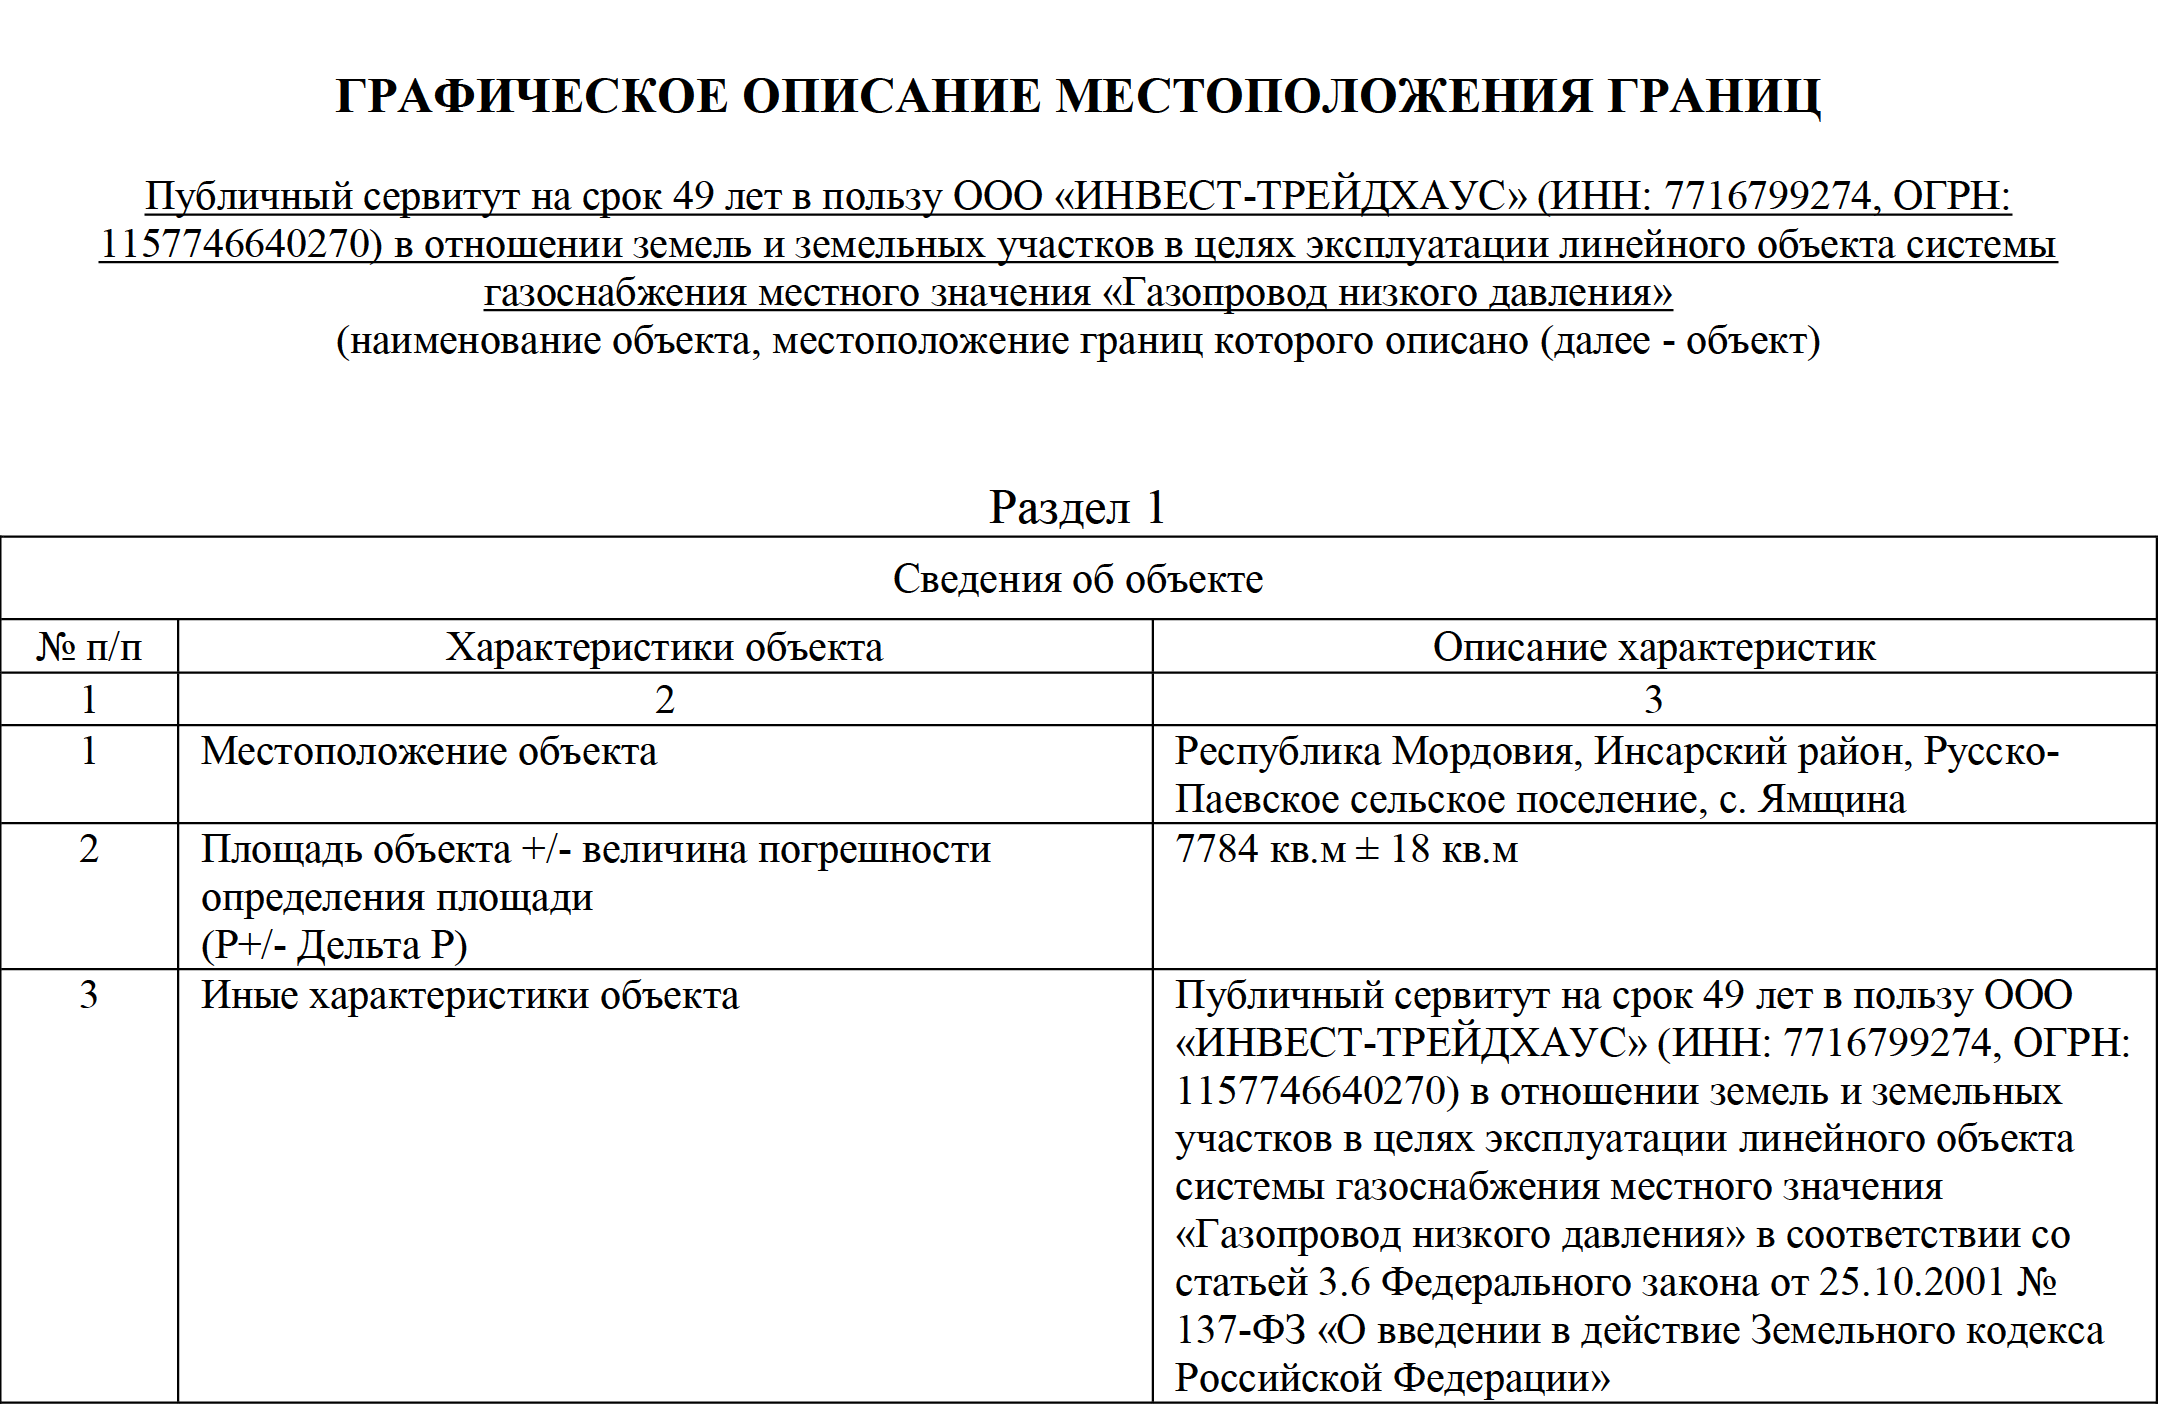 ГРАФИЧЕСКОЕ ОПИСАНИЕ МЕСТОПОЛОЖЕНИЯ ГРАНИЦ
Публичный сервитут на срок 49 лет в пользу ООО «ИНВЕСТ-ТРЕЙДХАУС» (ИНН: 7716799274, ОГРН:
1157746640270) в отношении земель и земельных участков в целях эксплуатации линейного объекта системы
газоснабжения местного значения «Газопровод низкого давления»
(наименование объекта, местоположение границ которого описано (далее - объект)
Раздел 1
Сведения об объекте
№ п/п Характеристики объекта Описание характеристик
1 2 3
1 Местоположение объекта Республика Мордовия, Инсарский район, Русско-
Паевское сельское поселение, с. Ямщина
2 Площадь объекта +/- величина погрешности 7784 кв.м ± 18 кв.м
определения площади
(Р+/- Дельта Р)
3 Иные характеристики объекта Публичный сервитут на срок 49 лет в пользу ООО
«ИНВЕСТ-ТРЕЙДХАУС» (ИНН: 7716799274, ОГРН:
1157746640270) в отношении земель и земельных
участков в целях эксплуатации линейного объекта
системы газоснабжения местного значения
«Газопровод низкого давления» в соответствии со
статьей 3.6 Федерального закона от 25.10.2001 №
137-ФЗ «О введении в действие Земельного кодекса
Российской Федерации»